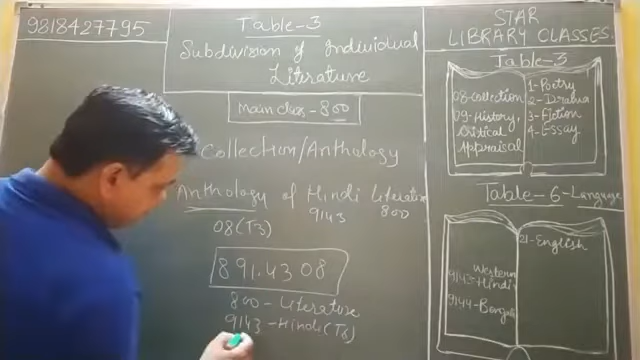 9818427795
Table-3
Subdivision of Individual
Literature
Main class - 800
Collection/Anthology
Anthology of Hindi Literature
9143 800
08(T3)
891.4308
800 - Literature
9143 - Hindi (T6)
STAR
LIBRARY CLASSES
Table-3
08-Collection
09-History,
Critical
Appraisal
1-Poetry
2-Drama
3-Fiction
4-Essay
Table-6-Language
Western
9143-Hindi
9144-Bengali
21-English